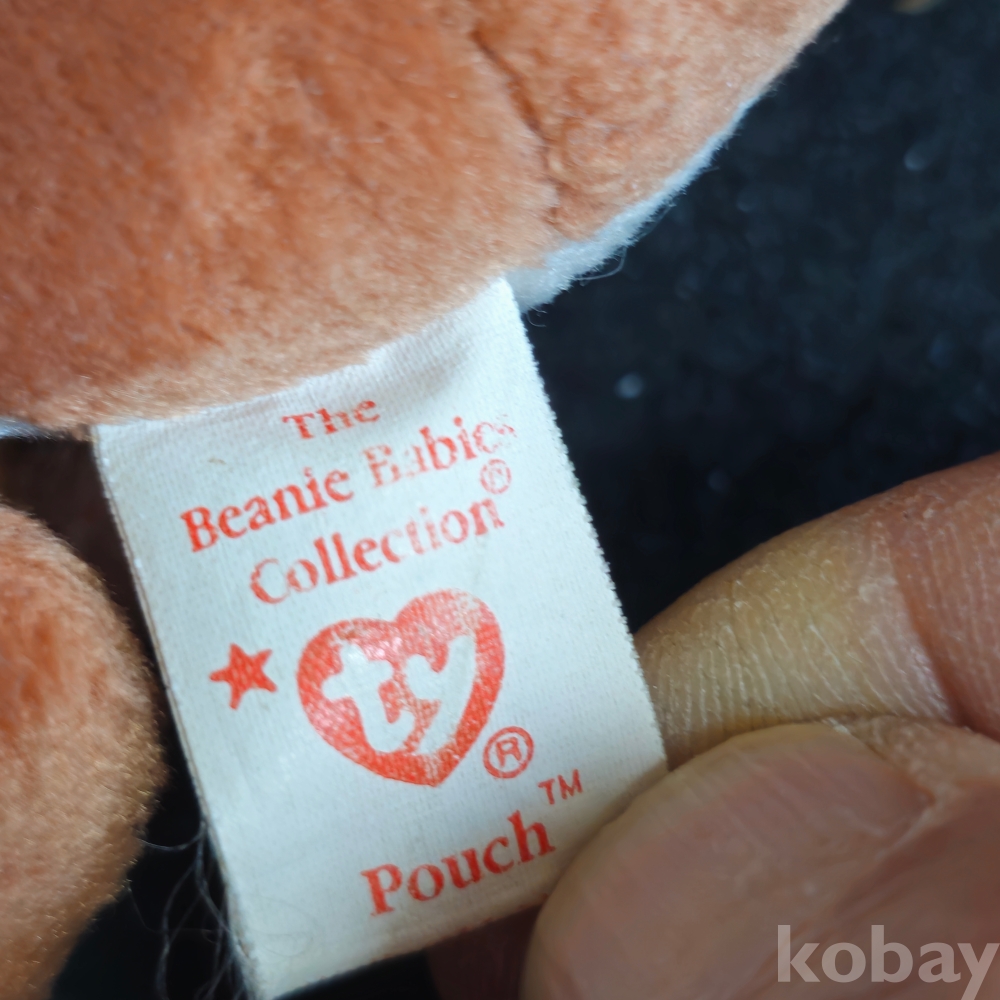 The
Beanie Babies
Collection®
★ ty ®
Pouch™
kobay